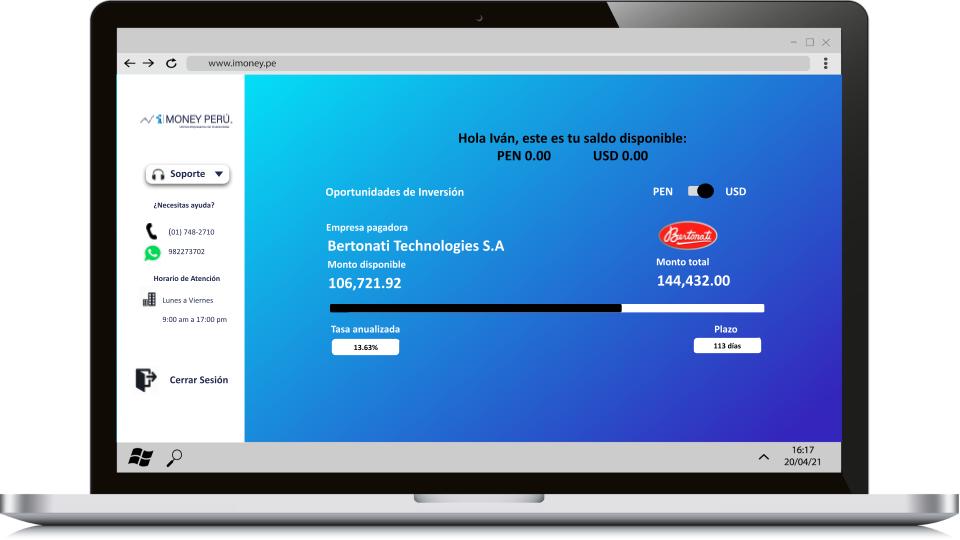 www.imoney.pe
MONEY PERÚ.
Soporte
¿Necesitas ayuda?
(01) 748-2710
982273702
Horario de Atención
Lunes a Viernes
9:00 am a 17:00 pm
Cerrar Sesión
Hola Iván, este es tu saldo disponible:
PEN 0.00 USD 0.00
Oportunidades de Inversión
PEN USD
Empresa pagadora
Bertonati Technologies S.A
Bertonati
Monto disponible
106,721.92
Monto total
144,432.00
Tasa anualizada
13.63%
Plazo
113 días
16:17
20/04/21